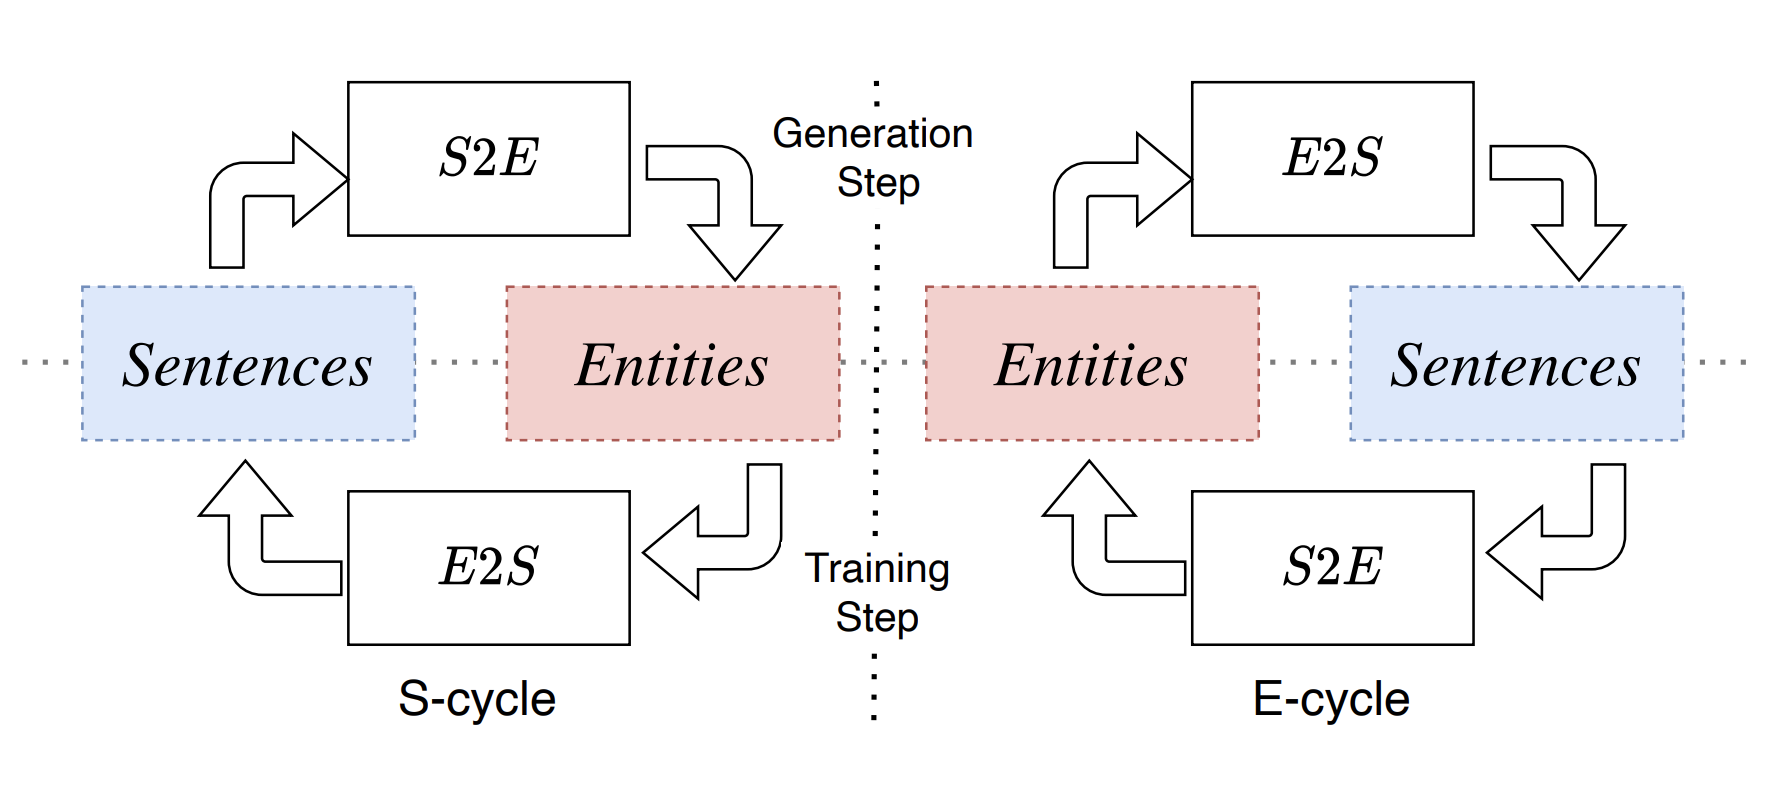 S2E
Generation
Step
E2S
Sentences
Entities
Entities
Sentences
E2S
Training
Step
S2E
S-cycle
E-cycle